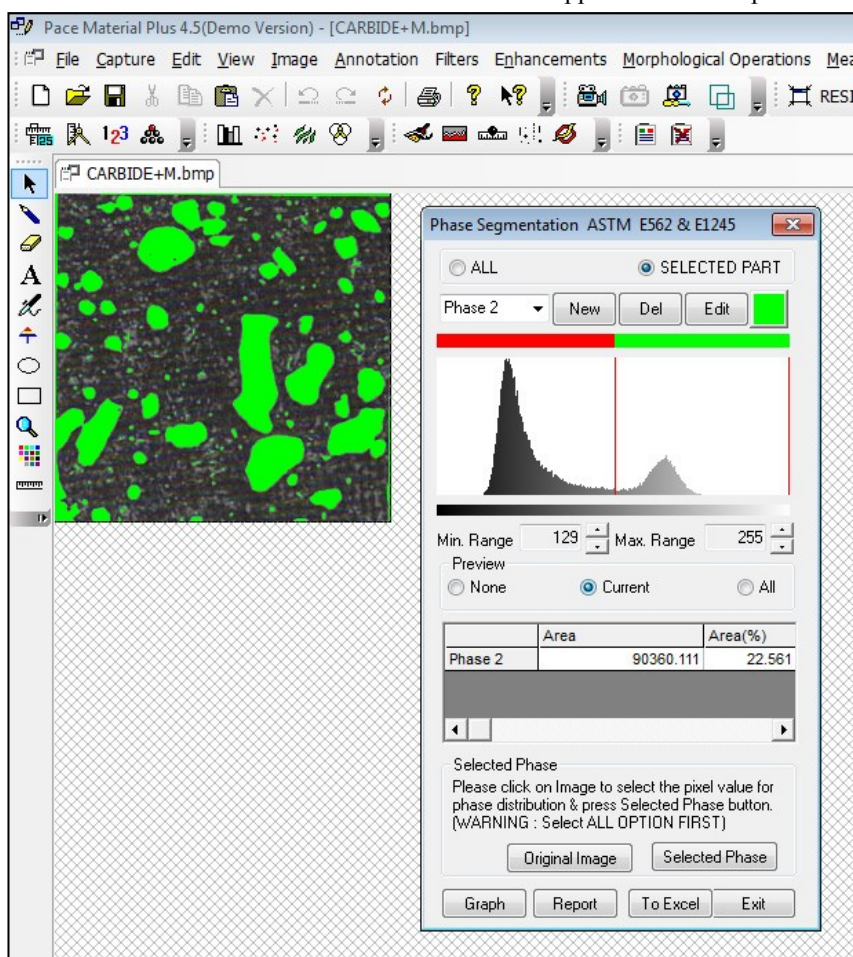 Pace Material Plus 4.5(Demo Version) - [CARBIDE+M.bmp]
File Capture Edit View Image Annotation Filters Enhancements Morphological Operations Mea
RESI
123
CARBIDE+M.bmp
A
Phase Segmentation ASTM E562 & E1245
ALL SELECTED PART
Phase 2 New Del Edit
Min. Range 129 Max. Range 255
Preview
None Current All
Area Area(%)
Phase 2 90360.111 22.561
Selected Phase
Please click on Image to select the pixel value for
phase distribution & press Selected Phase button.
(WARNING : Select ALL OPTION FIRST)
Original Image Selected Phase
Graph Report To Excel Exit